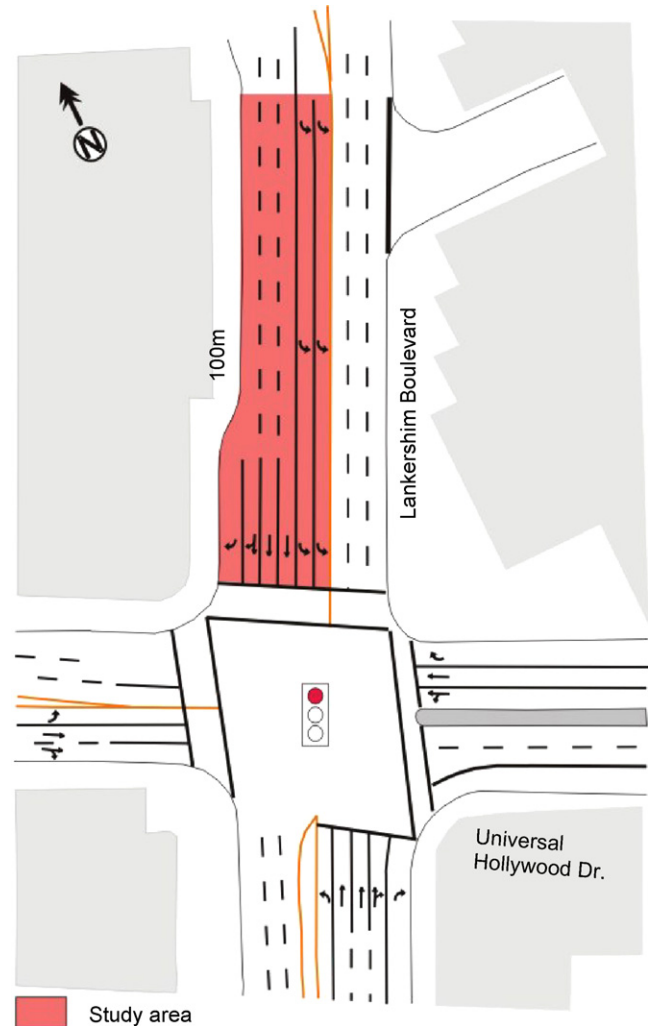 N
100m
Lankershim Boulevard
Universal
Hollywood Dr.
Study area